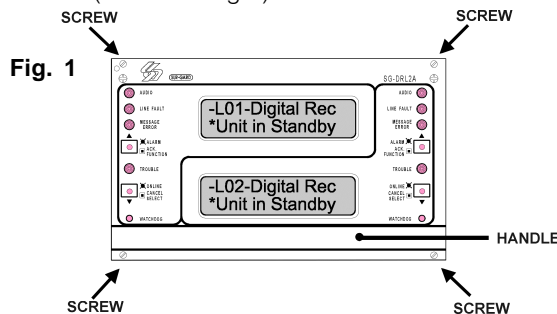 SCREW
SCREW
Fig. 1
SUR-GARD
SG-DRL2A
AUDIO
LINE FAULT
MESSAGE
ERROR
ALARM
ACK.
FUNCTION
TROUBLE
ONLINE
CANCEL
SELECT
WATCHDOG
-L01-Digital Rec
*Unit in Standby
-L02-Digital Rec
*Unit in Standby
AUDIO
LINE FAULT
MESSAGE
ERROR
ALARM
ACK.
FUNCTION
TROUBLE
ONLINE
CANCEL
SELECT
WATCHDOG
HANDLE
SCREW
SCREW